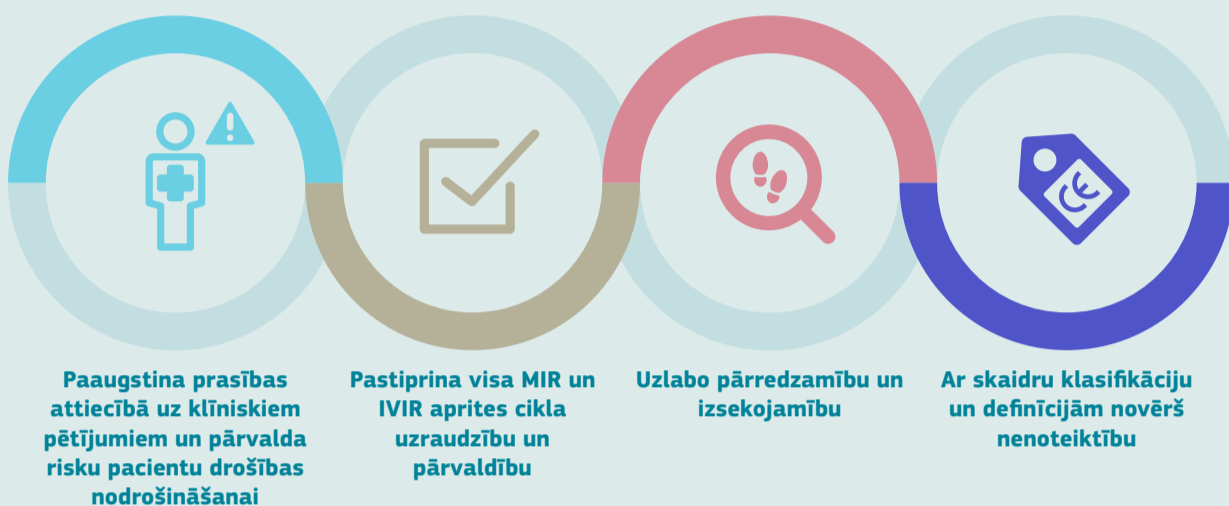 CE
Paaugstina prasības
attiecībā uz klīniskiem
pētījumiem un pārvalda
risku pacientu drošības
nodrošināšanai
Pastiprina visa MIR un
IVIR aprites cikla
uzraudzību un
pārvaldību
Uzlabo pārredzamību un
izsekojamību
Ar skaidru klasifikāciju
un definīcijām novērš
nenoteiktību